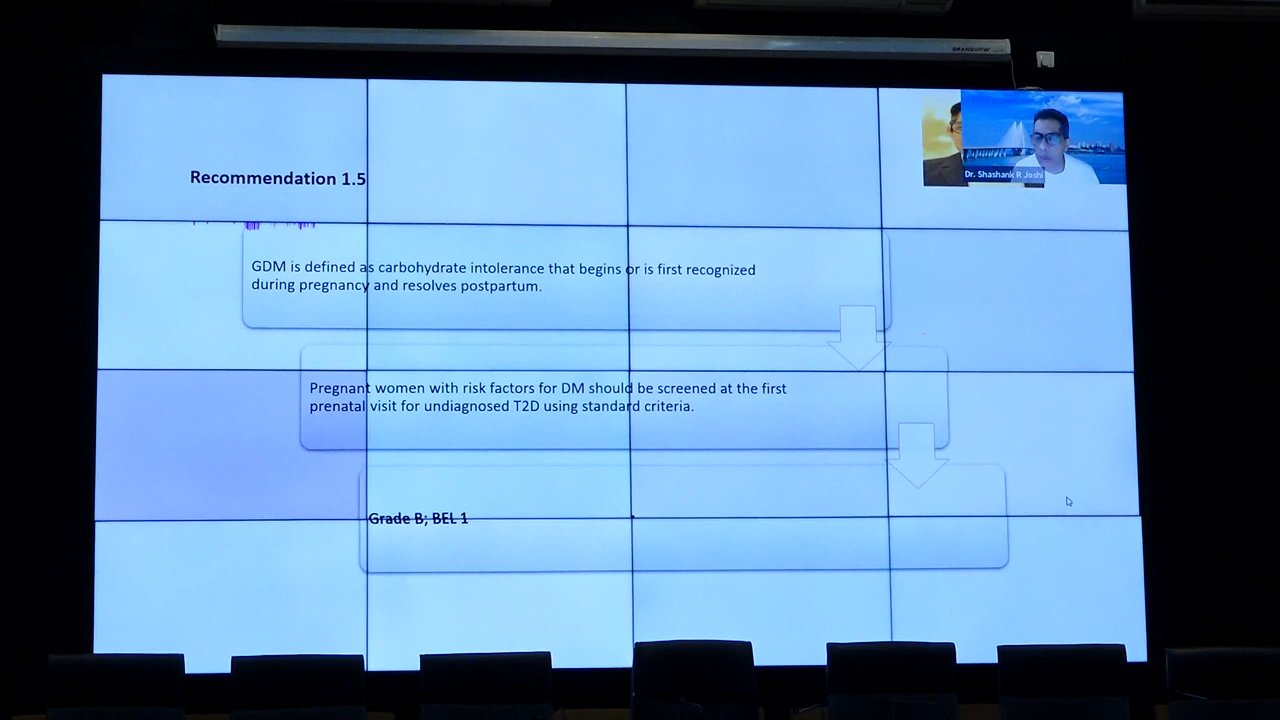 GRANDVIEW
Dr. Shashank R Joshi
Recommendation 1.5
GDM is defined as carbohydrate intolerance that begins or is first recognized
during pregnancy and resolves postpartum.
Pregnant women with risk factors for DM should be screened at the first
prenatal visit for undiagnosed T2D using standard criteria.
Grade B; BEL 1